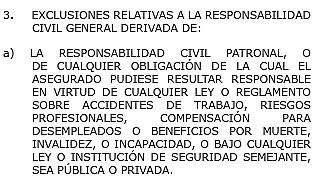 3. EXCLUSIONES RELATIVAS A LA RESPONSABILIDAD
CIVIL GENERAL DERIVADA DE:
a) LA RESPONSABILIDAD CIVIL PATRONAL, O
DE CUALQUIER OBLIGACIÓN DE LA CUAL EL
ASEGURADO PUDIESE RESULTAR RESPONSABLE
EN VIRTUD DE CUALQUIER LEY O REGLAMENTO
SOBRE ACCIDENTES DE TRABAJO, RIESGOS
PROFESIONALES, COMPENSACIÓN PARA
DESEMPLEADOS O BENEFICIOS POR MUERTE,
INVALIDEZ, O INCAPACIDAD, O BAJO CUALQUIER
LEY O INSTITUCIÓN DE SEGURIDAD SEMEJANTE,
SEA PÚBLICA O PRIVADA.